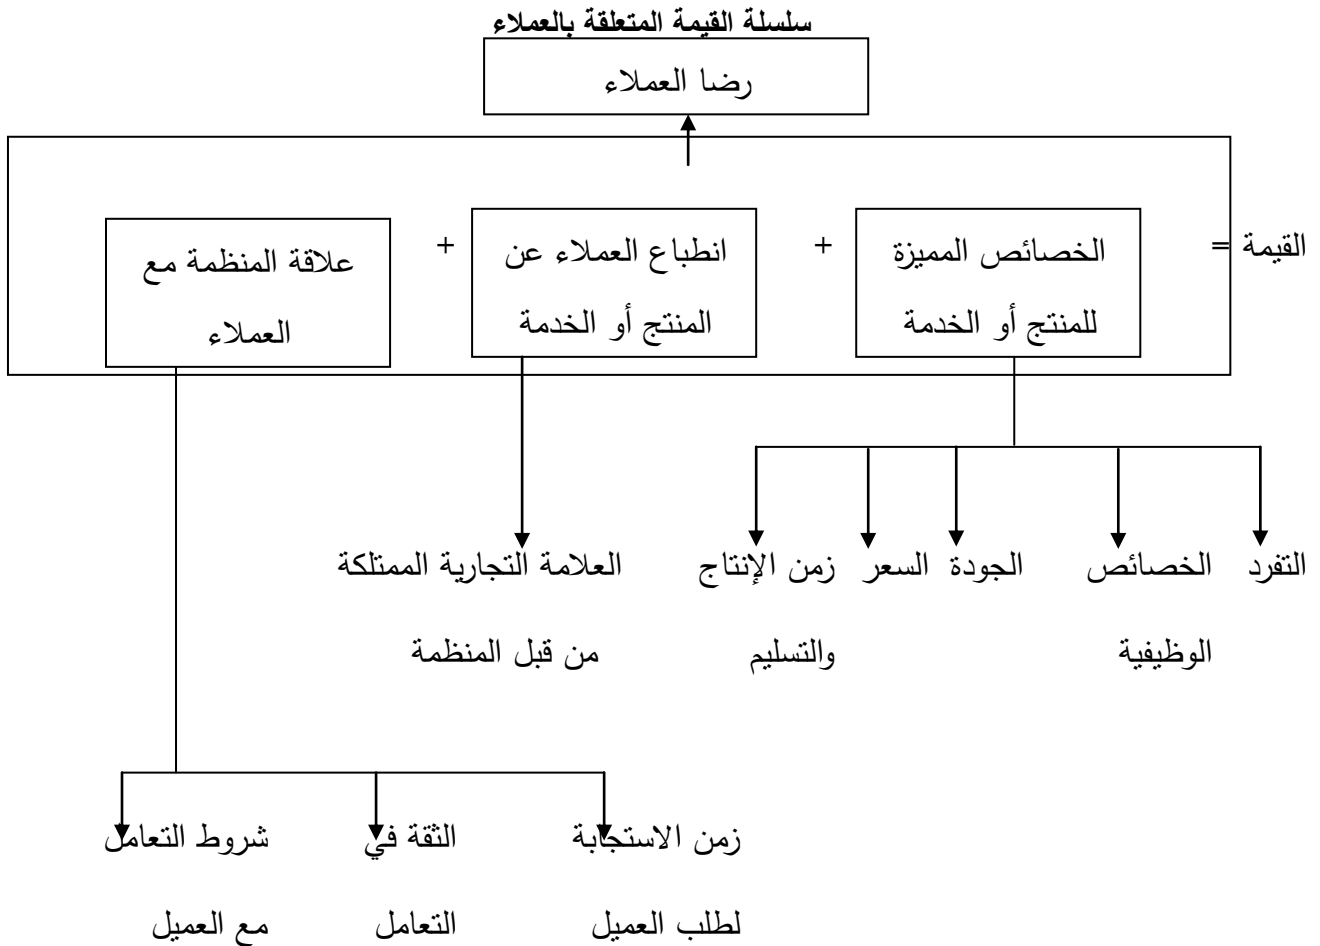 سلسلة القيمة المتعلقة بالعملاء
رضا العملاء
القيمة =
الخصائص المميزة
للمنتج أو الخدمة
+
انطباع العملاء عن
المنتج أو الخدمة
+
علاقة المنظمة مع
العملاء
التفرد
الخصائص
الوظيفية
الجودة
السعر
زمن الإنتاج
والتسليم
العلامة التجارية الممتلكة
من قبل المنظمة
زمن الاستجابة
لطلب العميل
الثقة في
التعامل
شروط التعامل
مع العميل